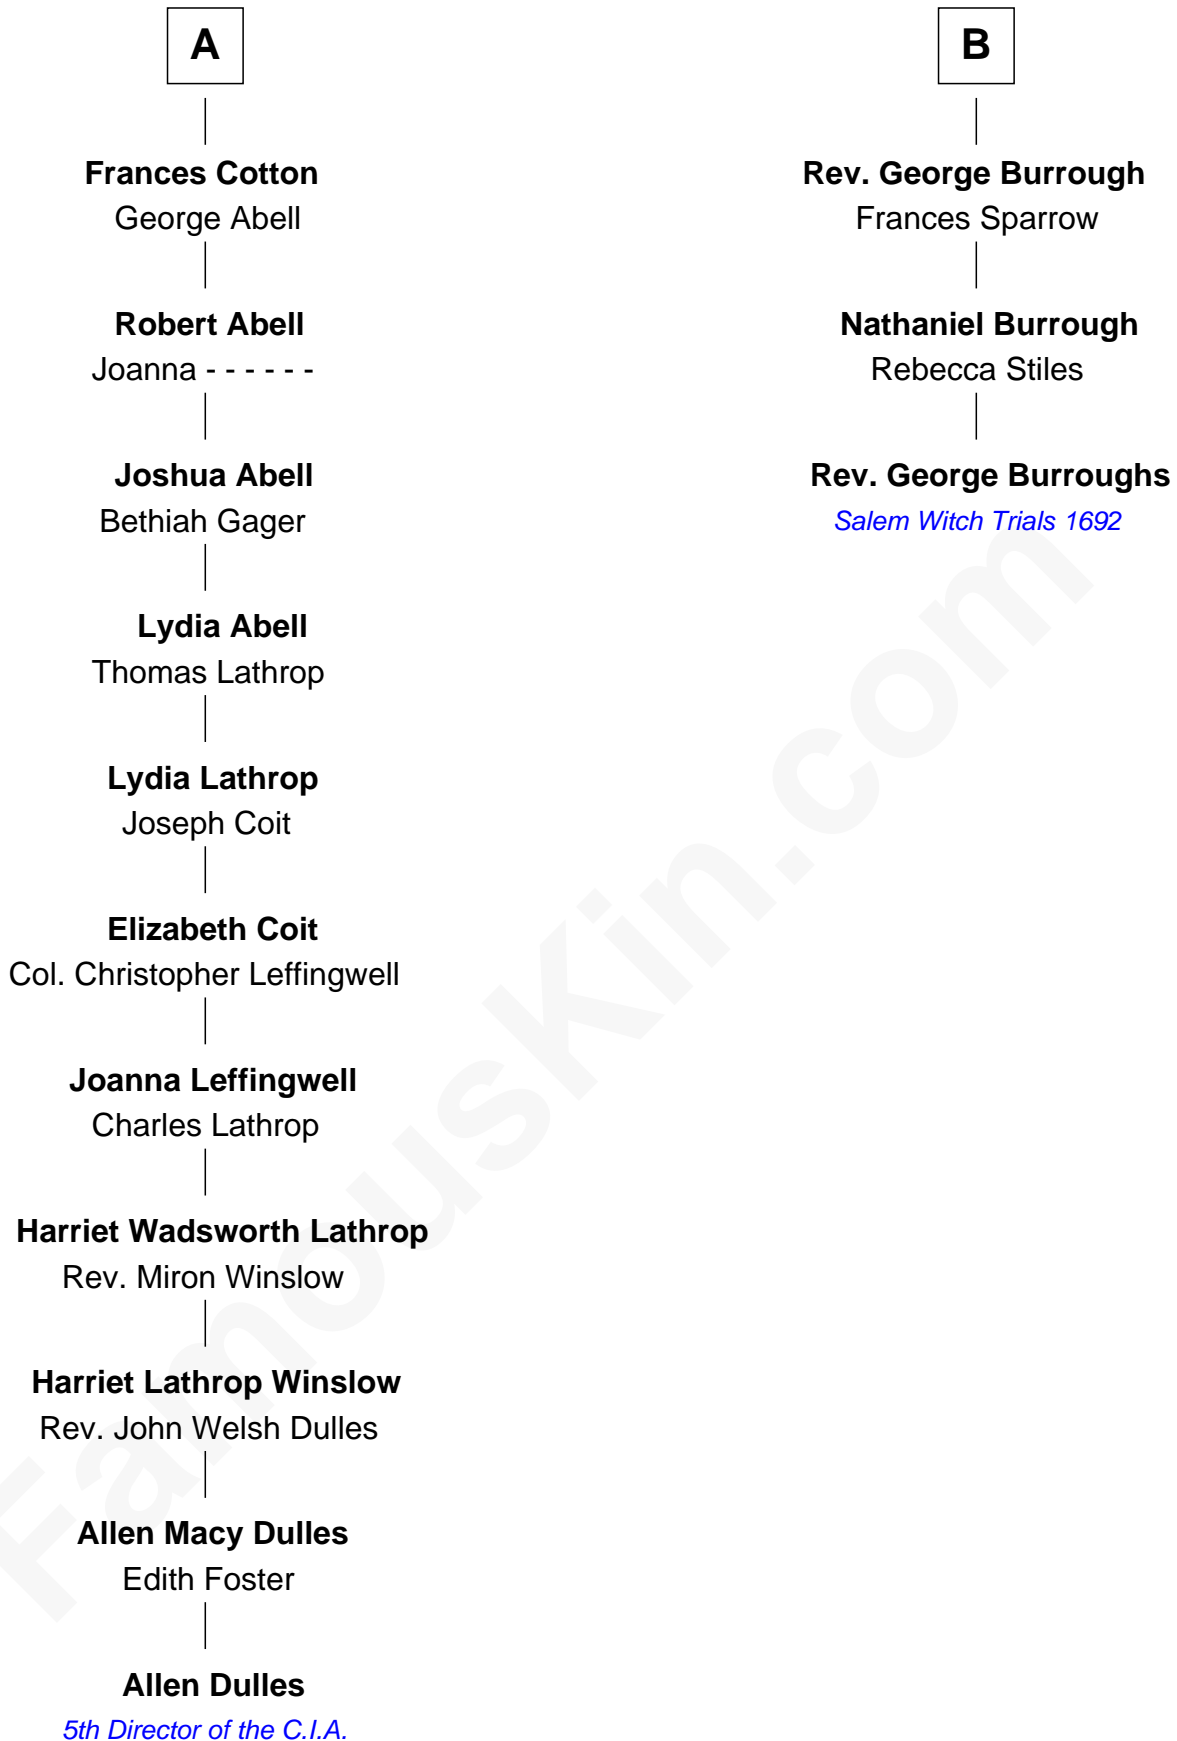 A
Frances Cotton
George Abell
Robert Abell
Joanna - - - - - -
Joshua Abell
Bethiah Gager
Lydia Abell
Thomas Lathrop
Lydia Lathrop
Joseph Coit
Elizabeth Coit
Col. Christopher Leffingwell
Joanna Leffingwell
Charles Lathrop
Harriet Wadsworth Lathrop
Rev. Miron Winslow
Harriet Lathrop Winslow
Rev. John Welsh Dulles
Allen Macy Dulles
Edith Foster
Allen Dulles
5th Director of the C.I.A.
B
Rev. George Burrough
Frances Sparrow
Nathaniel Burrough
Rebecca Stiles
Rev. George Burroughs
Salem Witch Trials 1692
FamousKin.com